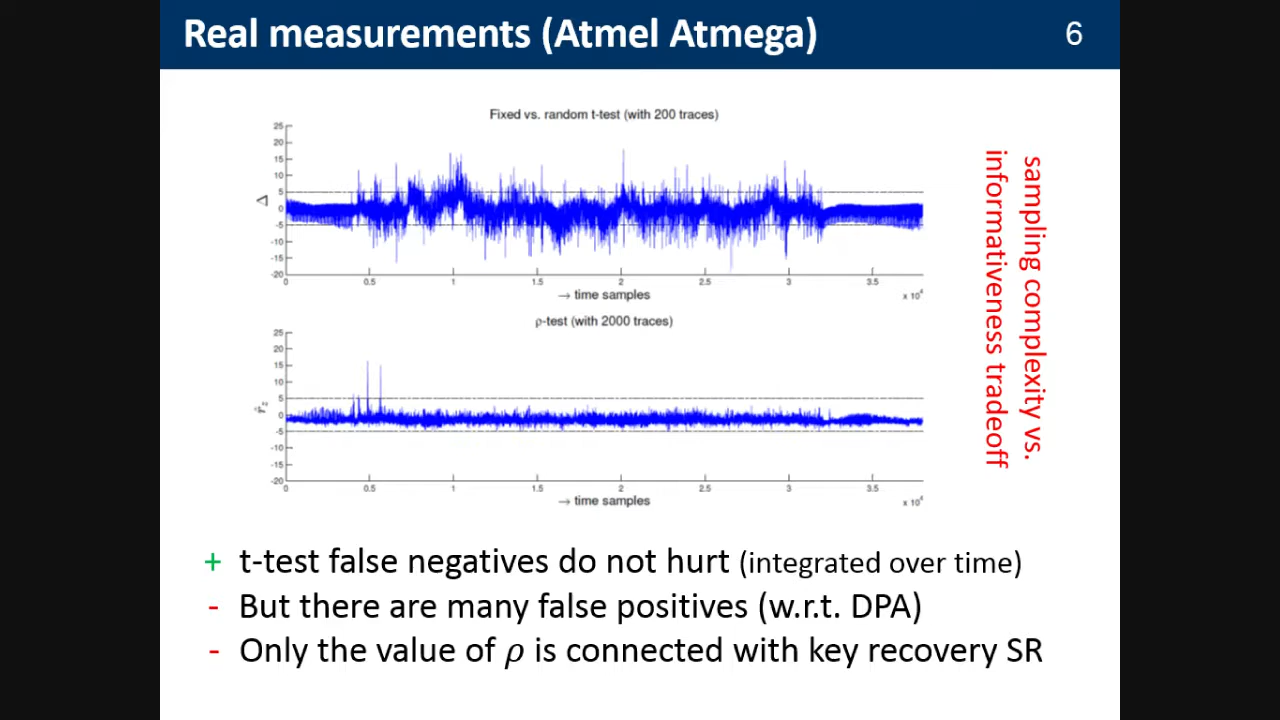 Real measurements (Atmel Atmega)
6
Fixed vs. random t-test (with 200 traces)
25
20
15
10
5
0
-5
-10
-15
-20
Δ
0 0.5 1 1.5 2 2.5 3 3.5
→ time samples
x 10⁴
ρ-test (with 2000 traces)
25
20
15
10
5
0
-5
-10
-15
-20
r̂z
0 0.5 1 1.5 2 2.5 3 3.5
→ time samples
x 10⁴
sampling complexity vs.
informativeness tradeoff
+ t-test false negatives do not hurt (integrated over time)
- But there are many false positives (w.r.t. DPA)
- Only the value of ρ is connected with key recovery SR